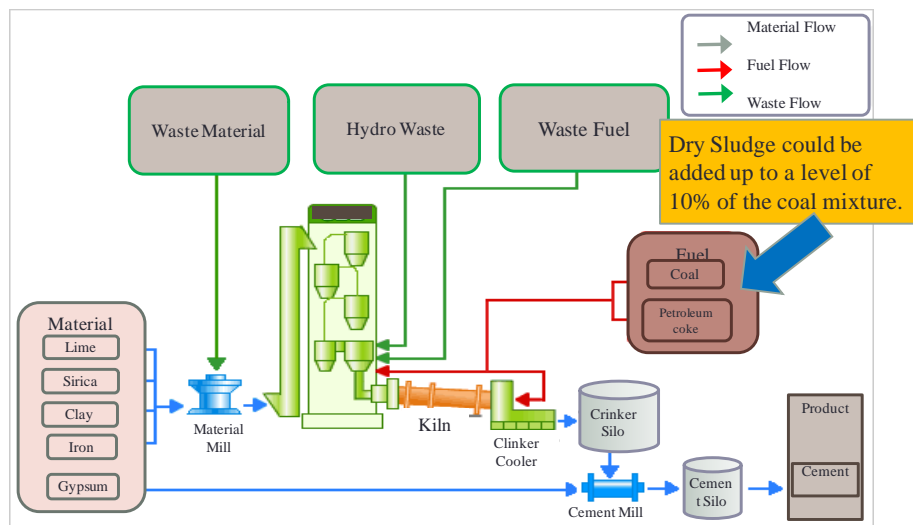 Material Flow
Fuel Flow
Waste Flow
Waste Material
Hydro Waste
Waste Fuel
Dry Sludge could be
added up to a level of
10% of the coal mixture.
Fuel
Coal
Petroleum
coke
Material
Lime
Sirica
Clay
Iron
Gypsum
Material
Mill
Kiln
Clinker
Cooler
Crinker
Silo
Cement Mill
Cemen
t Silo
Product
Cement